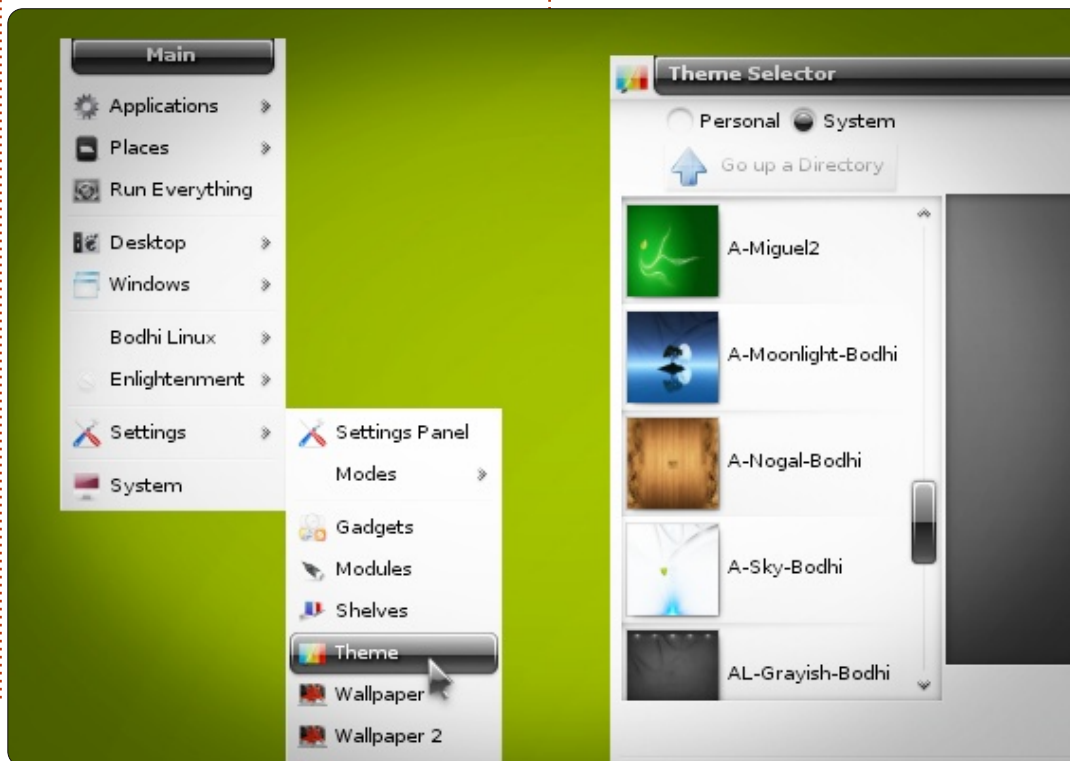 Main
Applications
Places
Run Everything
Desktop
Windows
Bodhi Linux
Enlightenment
Settings
System
Settings Panel
Modes
Gadgets
Modules
Shelves
Theme
Wallpaper
Wallpaper 2
Theme Selector
Personal System
Go up a Directory
A-Miguel2
A-Moonlight-Bodhi
A-Nogal-Bodhi
A-Sky-Bodhi
AL-Grayish-Bodhi